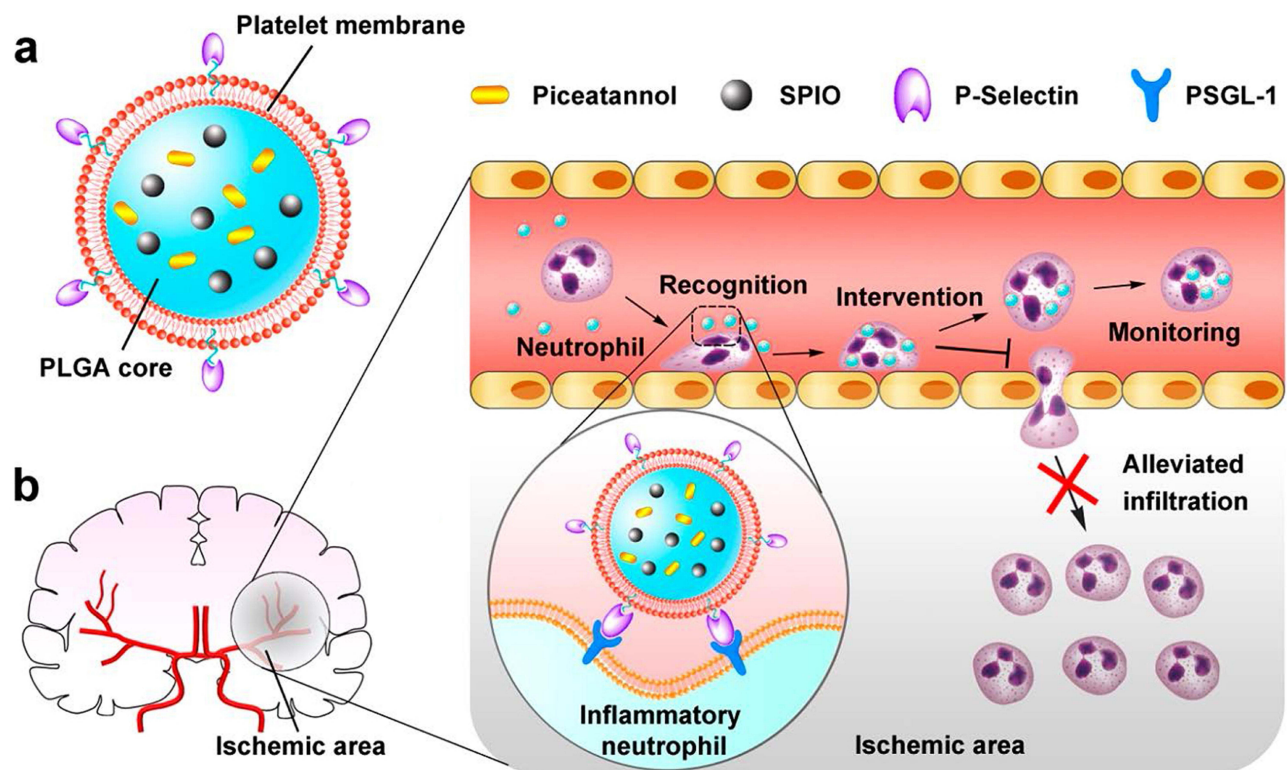 a
Platelet membrane
PLGA core
Piceatannol
SPIO
P-Selectin
PSGL-1
Recognition
Neutrophil
Intervention
Monitoring
Alleviated
infiltration
b
Ischemic area
Inflammatory
neutrophil
Ischemic area